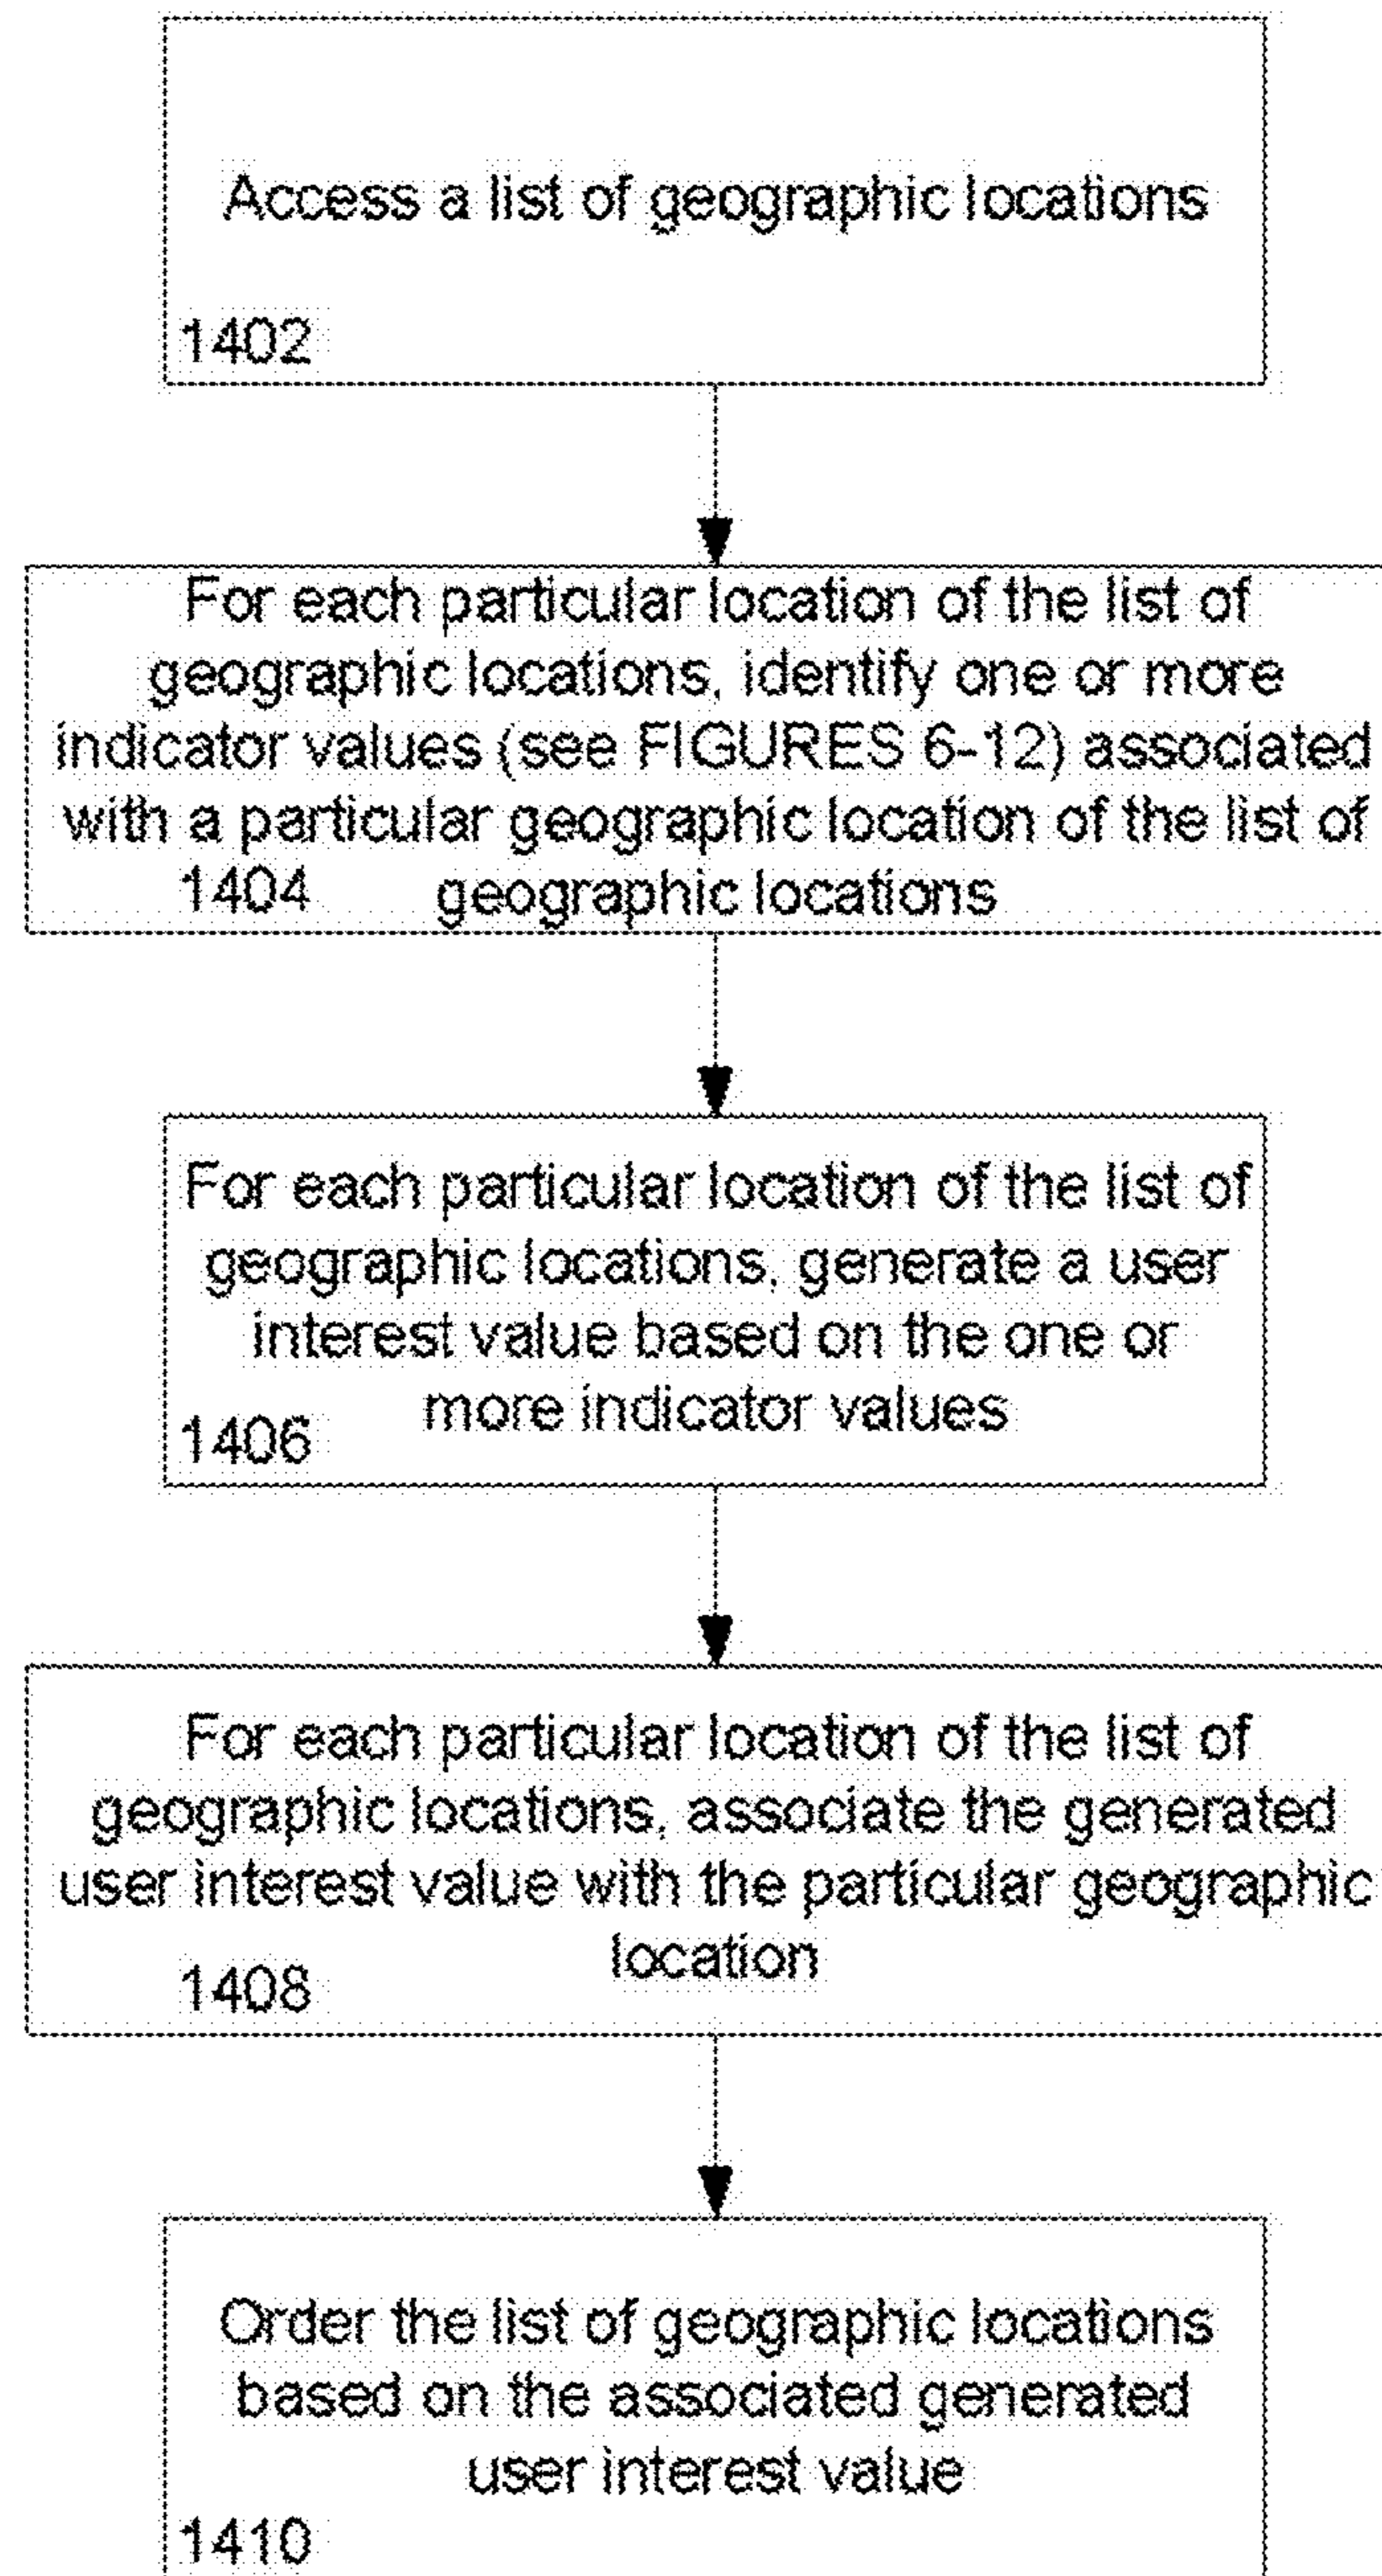 Access a list of geographic locations
1402
For each particular location of the list of
geographic locations, identify one or more
indicator values (see FIGURES 6-12) associated
with a particular geographic location of the list of
1404 geographic locations
For each particular location of the list of
geographic locations, generate a user
interest value based on the one or
more indicator values
1406
For each particular location of the list of
geographic locations, associate the generated
user interest value with the particular geographic
location
1408
Order the list of geographic locations
based on the associated generated
user interest value
1410